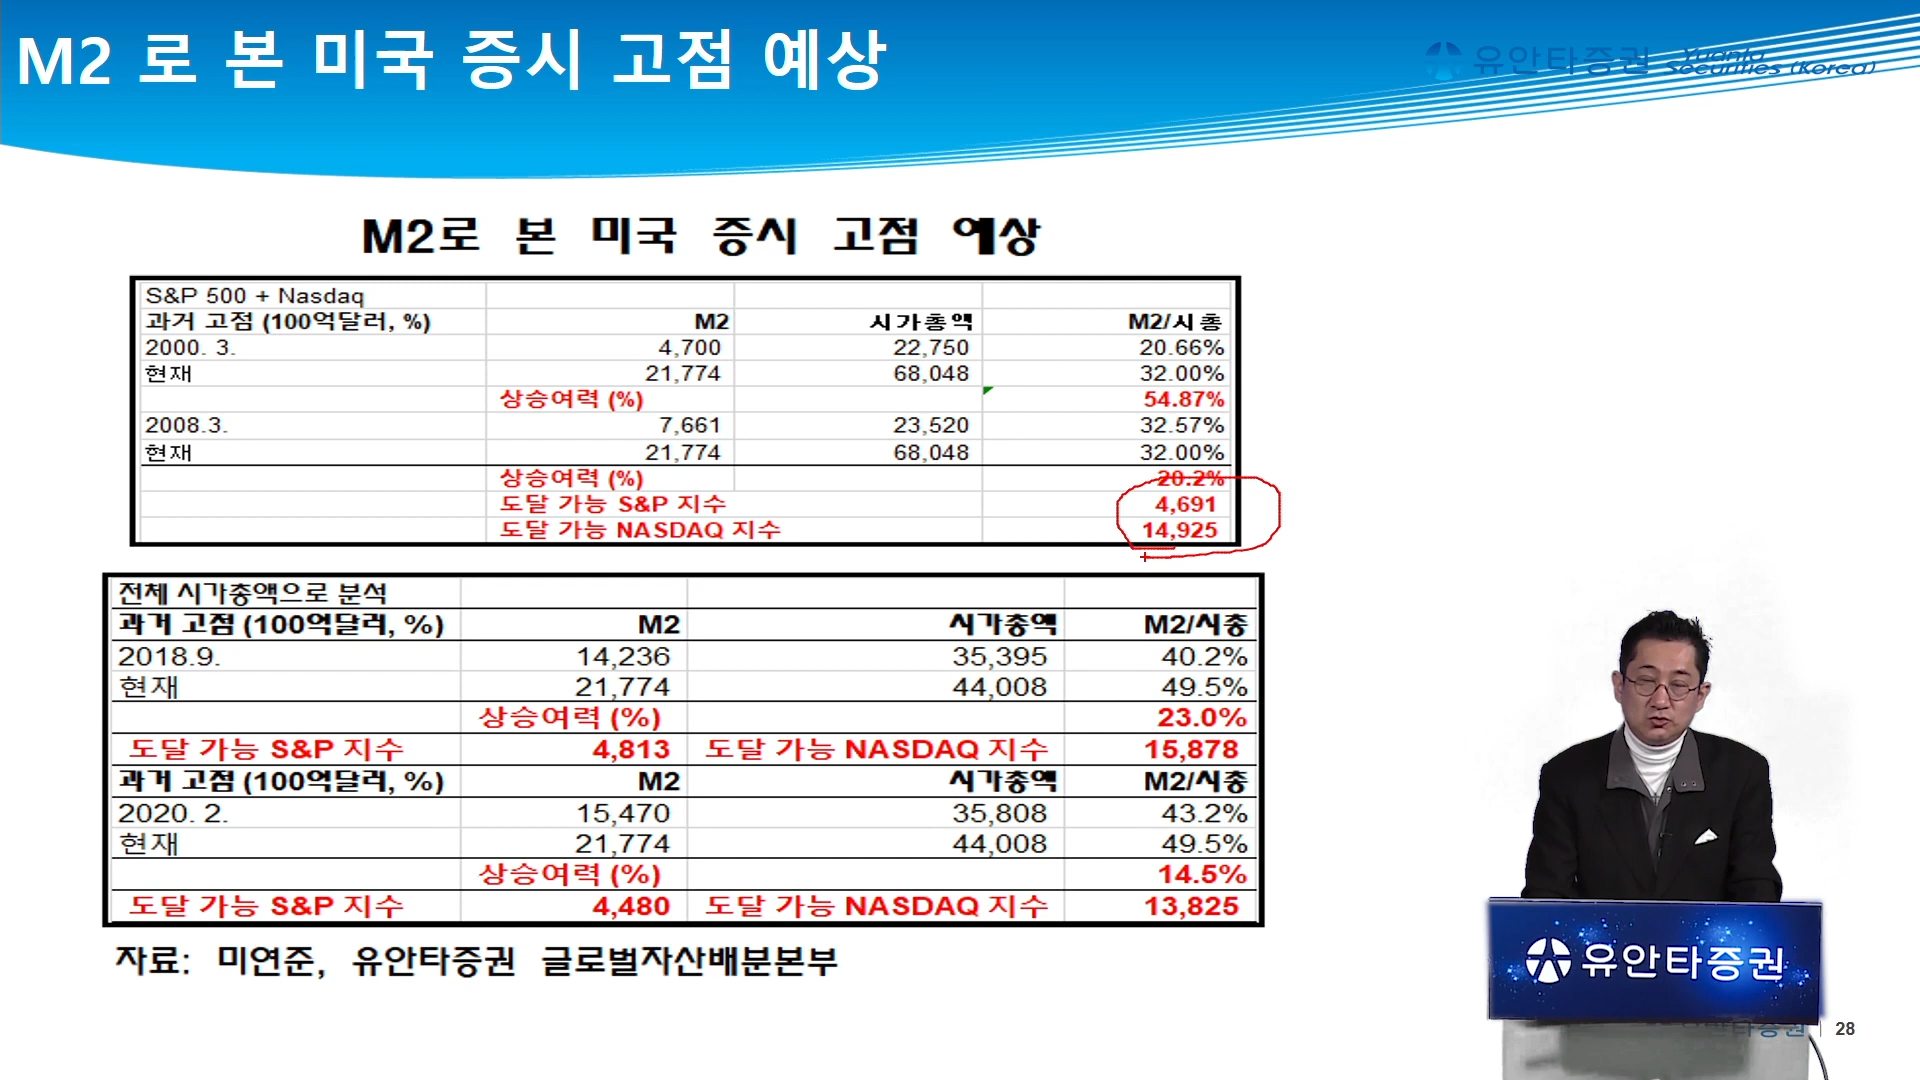 M2 로 본 미국 증시 고점 예상
유안타증권 Yuanta Securities (Korea)
M2로 본 미국 증시 고점 예상
S&P 500 + Nasdaq
과거 고점 (100억달러, %) M2 시가총액 M2/시총
2000. 3. 4,700 22,750 20.66%
현재 21,774 68,048 32.00%
상승여력 (%) 54.87%
2008.3. 7,661 23,520 32.57%
현재 21,774 68,048 32.00%
상승여력 (%) 20.2%
도달 가능 S&P 지수 4,691
도달 가능 NASDAQ 지수 14,925
전체 시가총액으로 분석
과거 고점 (100억달러, %) M2 시가총액 M2/시총
2018.9. 14,236 35,395 40.2%
현재 21,774 44,008 49.5%
상승여력 (%) 23.0%
도달 가능 S&P 지수 4,813 도달 가능 NASDAQ 지수 15,878
과거 고점 (100억달러, %) M2 시가총액 M2/시총
2020. 2. 15,470 35,808 43.2%
현재 21,774 44,008 49.5%
상승여력 (%) 14.5%
도달 가능 S&P 지수 4,480 도달 가능 NASDAQ 지수 13,825
자료: 미연준, 유안타증권 글로벌자산배분본부
유안타증권
유안타증권 28